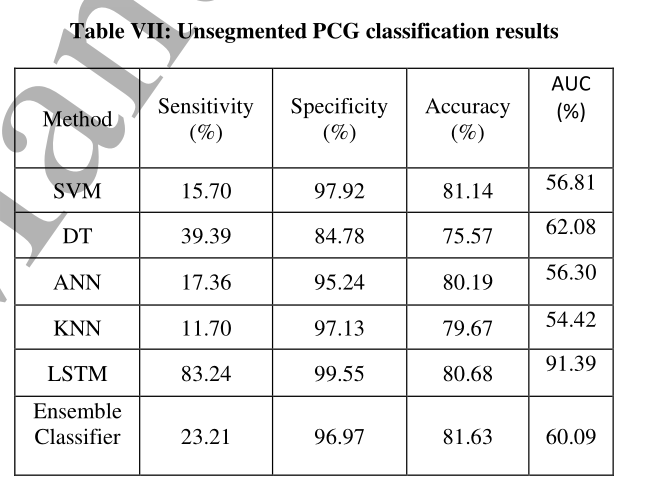 Table VII: Unsegmented PCG classification results
Method Sensitivity (%) Specificity (%) Accuracy (%) AUC (%)
SVM 15.70 97.92 81.14 56.81
DT 39.39 84.78 75.57 62.08
ANN 17.36 95.24 80.19 56.30
KNN 11.70 97.13 79.67 54.42
LSTM 83.24 99.55 80.68 91.39
Ensemble Classifier 23.21 96.97 81.63 60.09